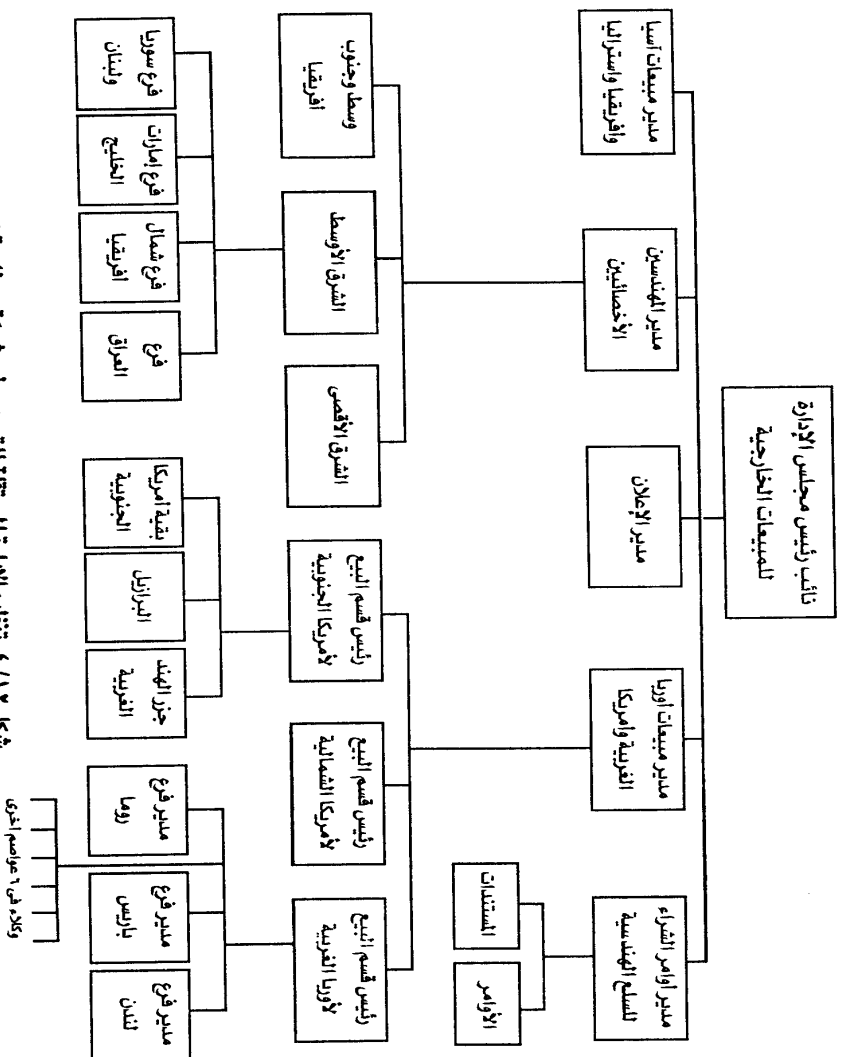 نائب رئيس مجلس الإدارة
للمبيعات الخارجية
مدير أوامر الشراء
للسلع الهندسية
مدير مبيعات أوربا
الغربية وأمريكا
مدير الإعلان
مدير المهندسين
الأخصائيين
مدير مبيعات آسيا
وأفريقيا واستراليا
الأوامر
المستندات
رئيس قسم البيع
لأوربا الغربية
رئيس قسم البيع
لأمريكا الشمالية
رئيس قسم البيع
لأمريكا الجنوبية
الشرق الأقصى
الشرق الأوسط
وسط وجنوب
أفريقيا
مدير فرع
لندن
مدير فرع
باريس
مدير فرع
روما
جزر الهند
الغربية
البرازيل
بقية أمريكا
الجنوبية
فرع
العراق
فرع شمال
أفريقيا
فرع إمارات
الخليج
فرع سوريا
ولبنان
وكلاء فى ٦ عواصم أخرى